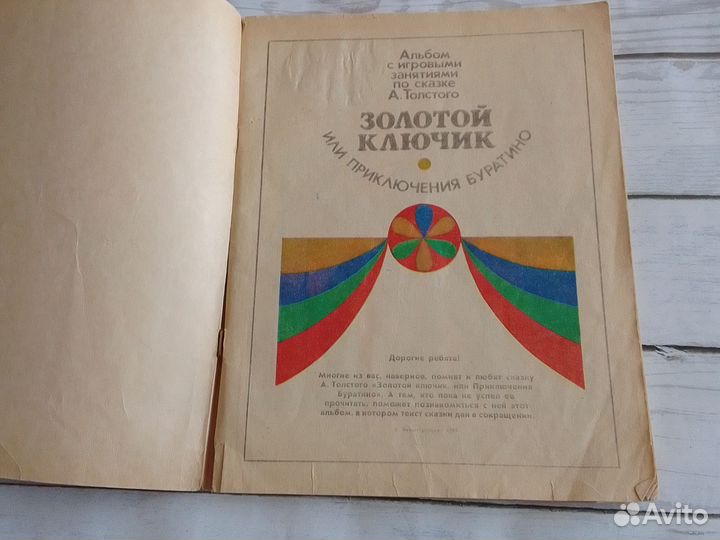 Альбом
с игровыми
занятиями
по сказке
А. Толстого
ЗОЛОТОЙ
КЛЮЧИК
ИЛИ ПРИКЛЮЧЕНИЯ БУРАТИНО
Дорогие ребята!
Многие из вас, наверное, помнят и любят сказку
А. Толстого «Золотой ключик, или Приключения
Буратино». А тем, кто пока не успел ее
прочитать, поможет познакомиться с ней этот
альбом, в котором текст сказки дан в сокращении.
Avito